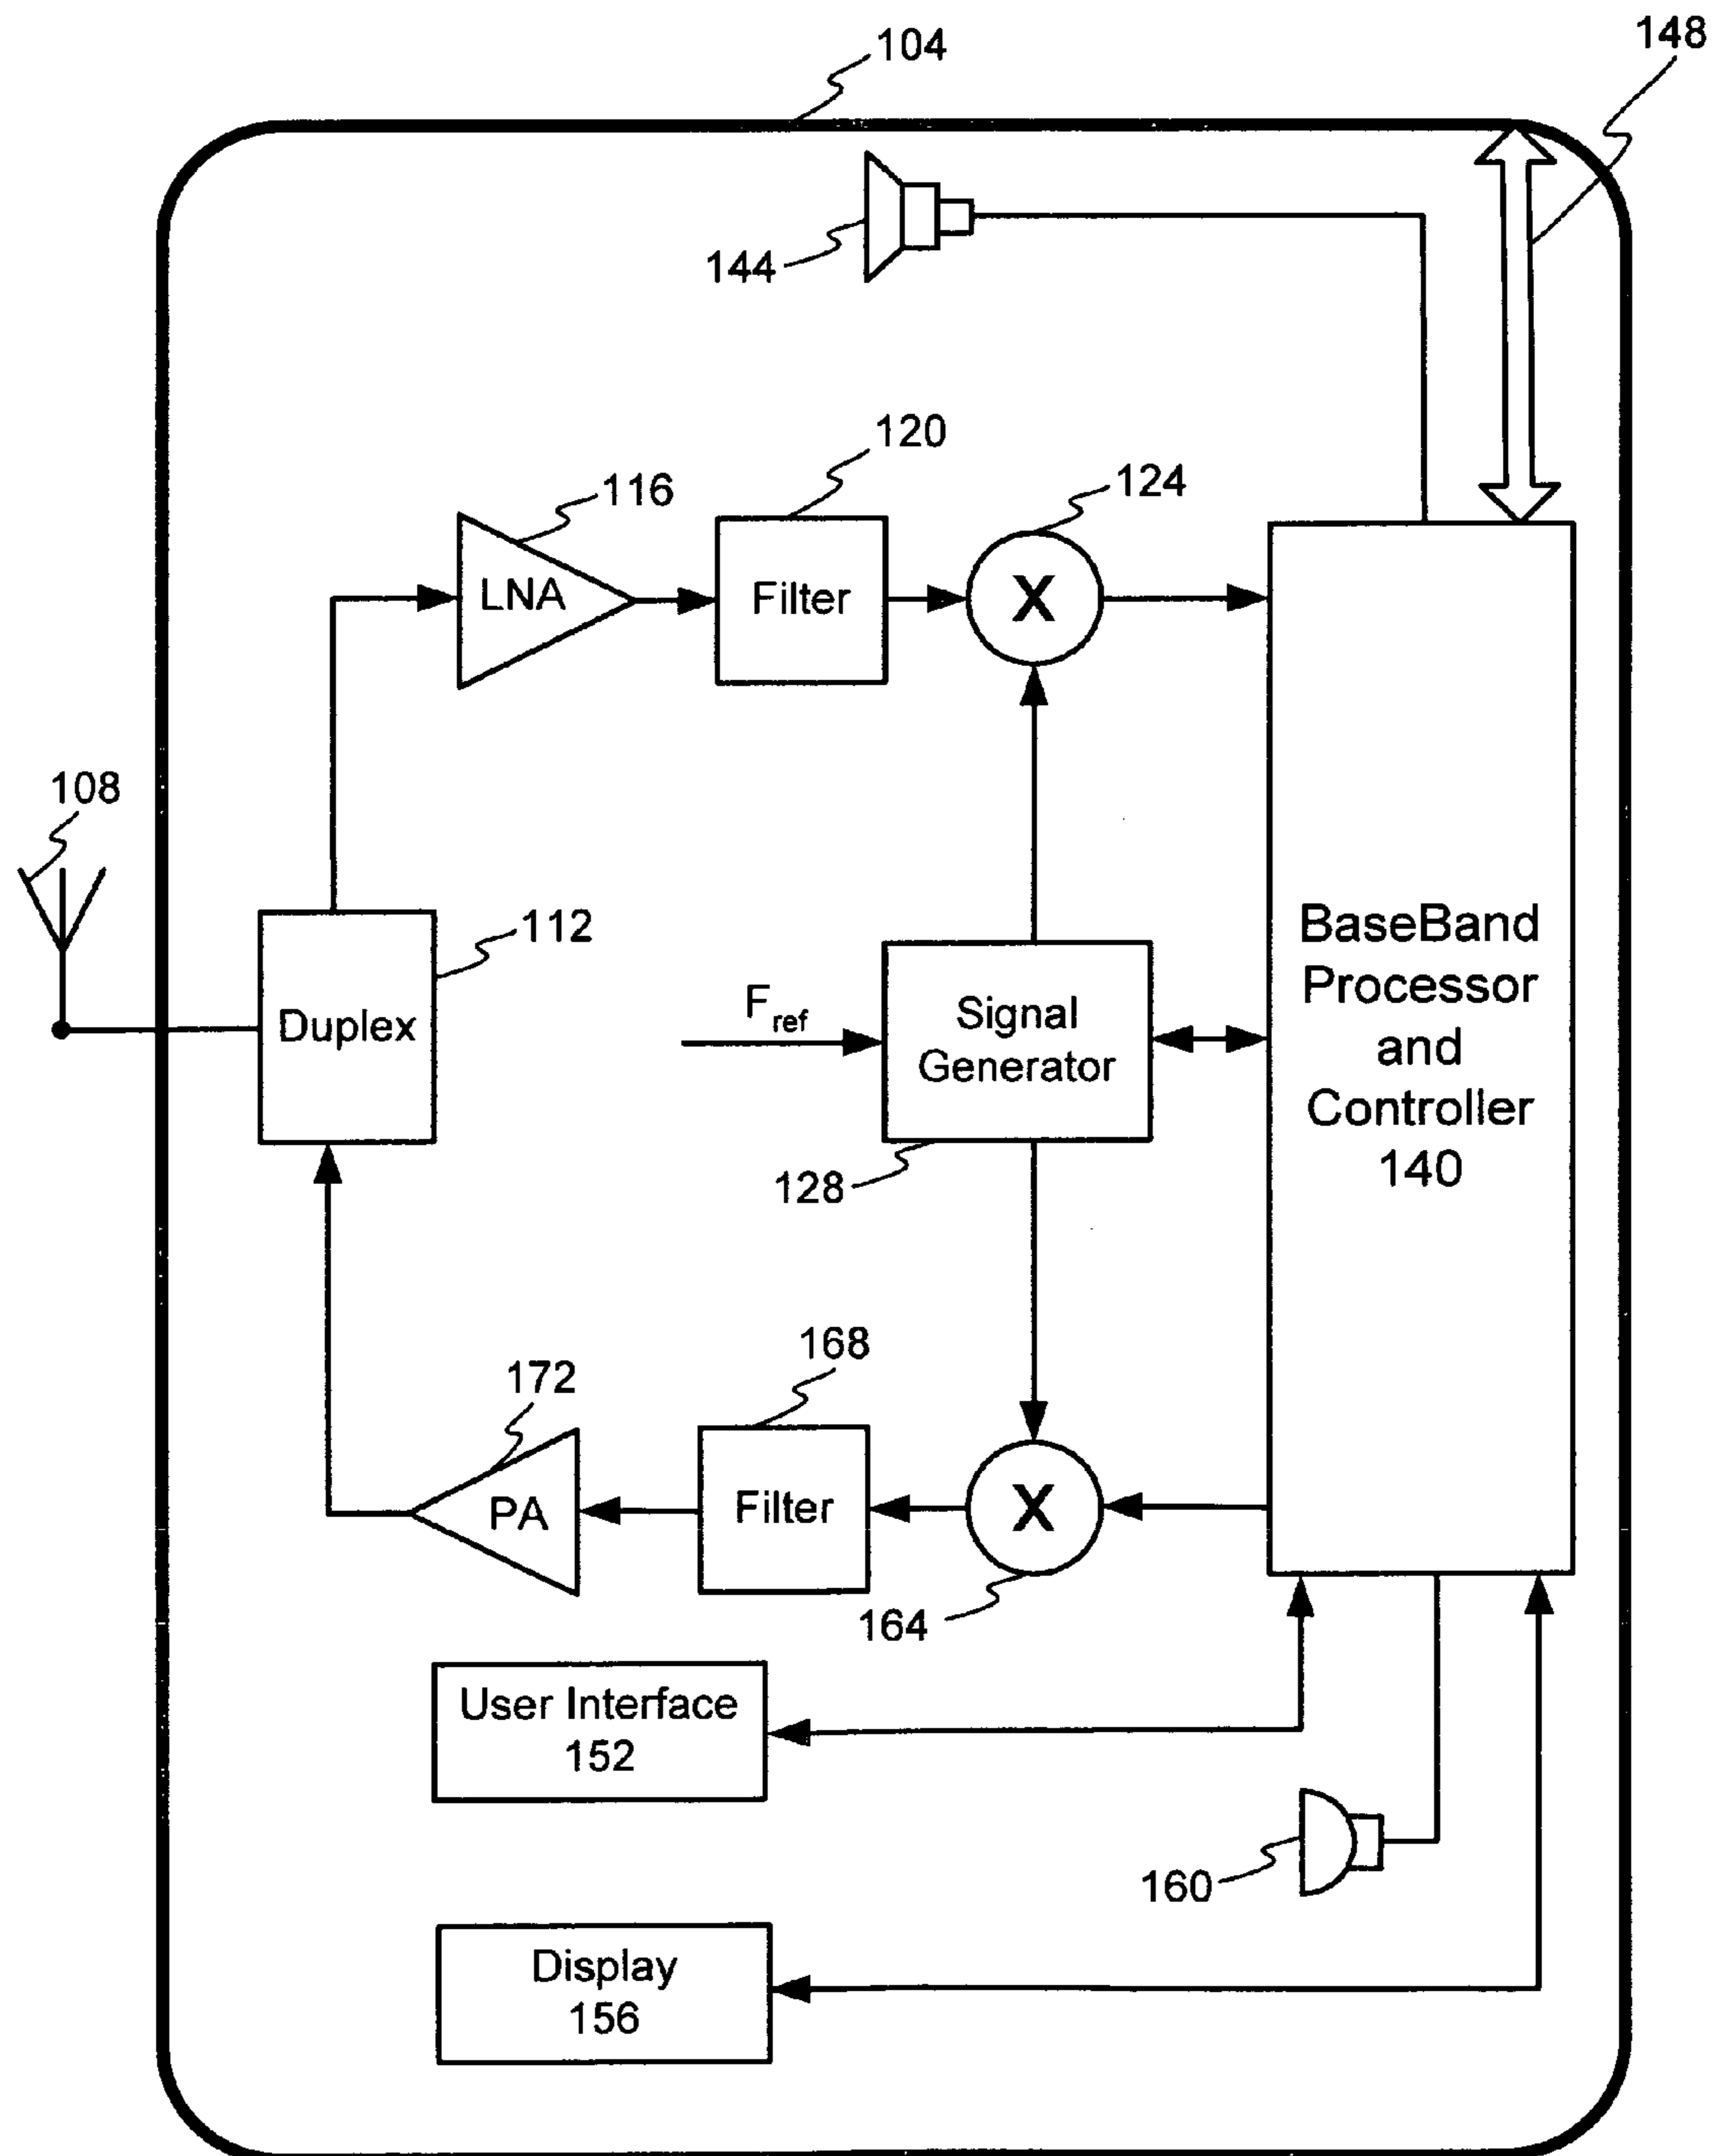 104
148
144
120
116
124
LNA
Filter
X
108
112
BaseBand
Processor
and
Controller
140
Duplex
Fref
Signal
Generator
128
168
172
PA
Filter
X
164
User Interface
152
160
Display
156